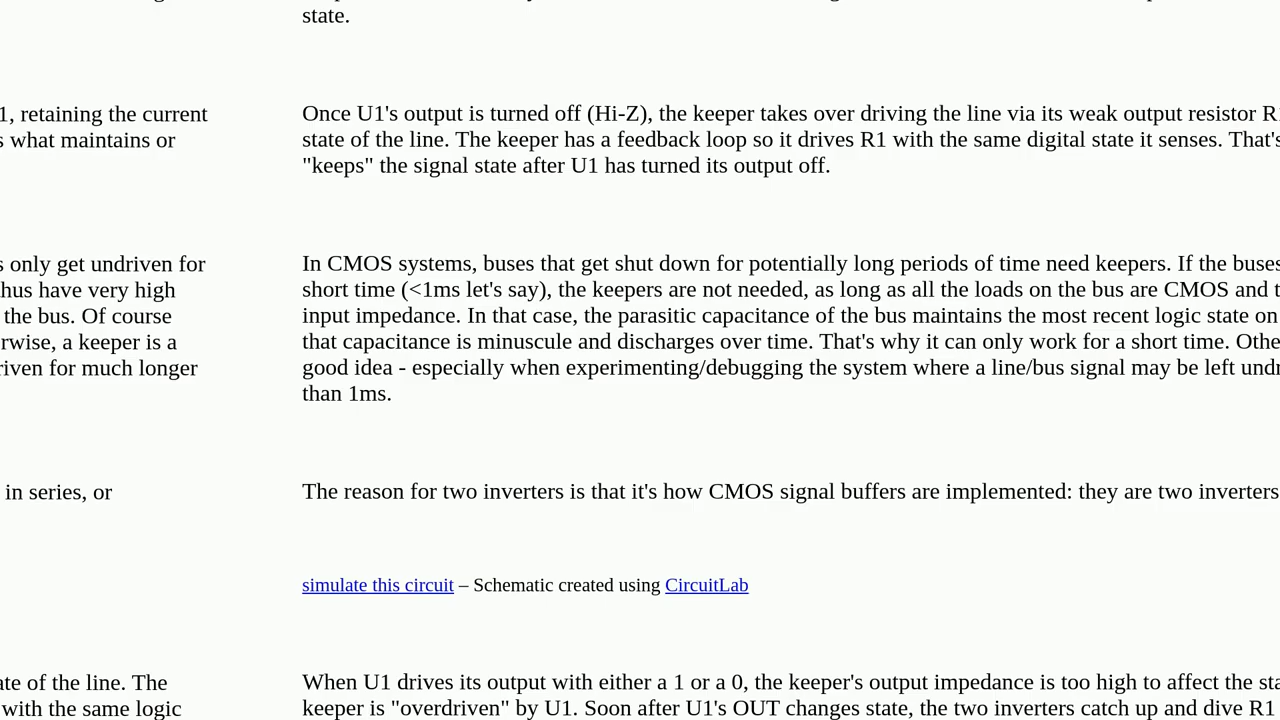 1, retaining the current
s what maintains or
s only get undriven for
hus have very high
the bus. Of course
rwise, a keeper is a
riven for much longer
in series, or
ate of the line. The
with the same logic
state.
Once U1's output is turned off (Hi-Z), the keeper takes over driving the line via its weak output resistor R1
state of the line. The keeper has a feedback loop so it drives R1 with the same digital state it senses. That's
"keeps" the signal state after U1 has turned its output off.
In CMOS systems, buses that get shut down for potentially long periods of time need keepers. If the buses
short time (<1ms let's say), the keepers are not needed, as long as all the loads on the bus are CMOS and t
input impedance. In that case, the parasitic capacitance of the bus maintains the most recent logic state on
that capacitance is minuscule and discharges over time. That's why it can only work for a short time. Othe
good idea - especially when experimenting/debugging the system where a line/bus signal may be left undr
than 1ms.
The reason for two inverters is that it's how CMOS signal buffers are implemented: they are two inverters
simulate this circuit – Schematic created using CircuitLab
When U1 drives its output with either a 1 or a 0, the keeper's output impedance is too high to affect the sta
keeper is "overdriven" by U1. Soon after U1's OUT changes state, the two inverters catch up and dive R1